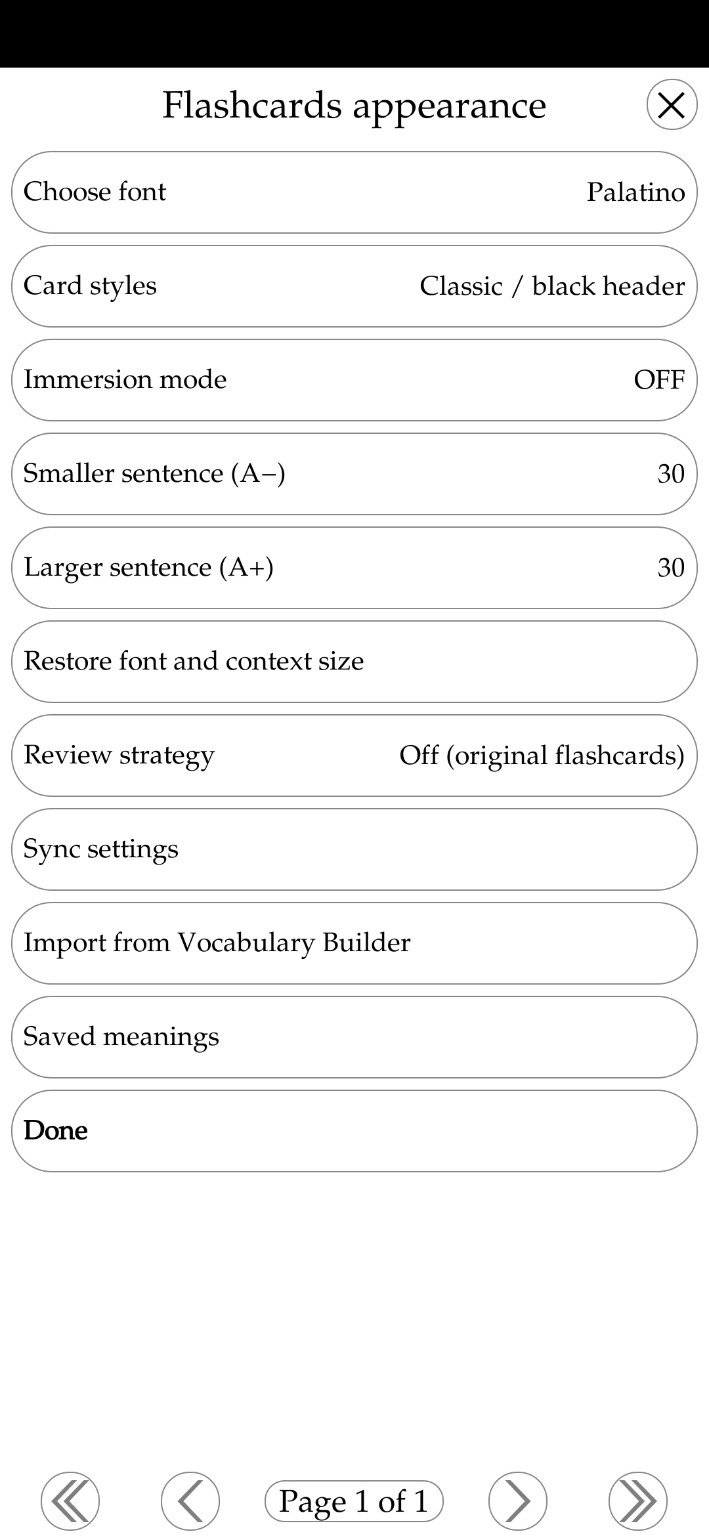 Flashcards appearance
Choose font Palatino
Card styles Classic / black header
Immersion mode OFF
Smaller sentence (A−) 30
Larger sentence (A+) 30
Restore font and context size
Review strategy Off (original flashcards)
Sync settings
Import from Vocabulary Builder
Saved meanings
Done
Page 1 of 1